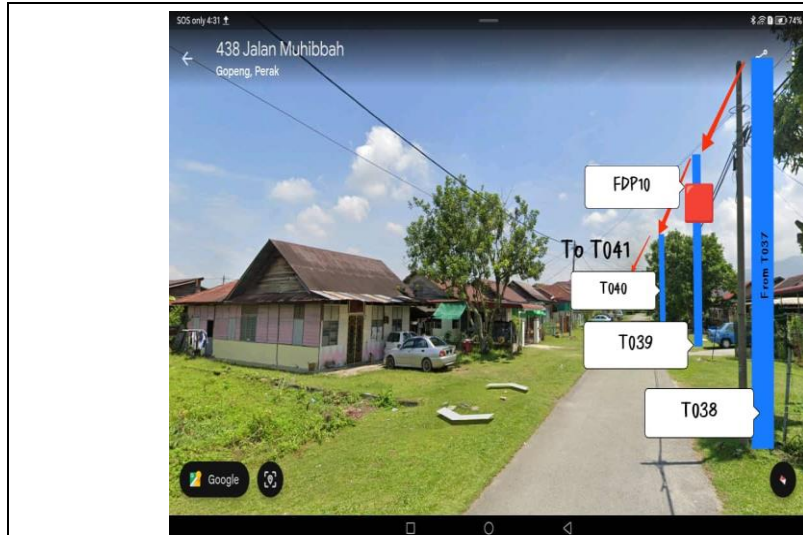 SOS only 4:31
74%
438 Jalan Muhibbah
Gopeng, Perak
FDP10
To T041
T040
From T037
T039
T038
Google